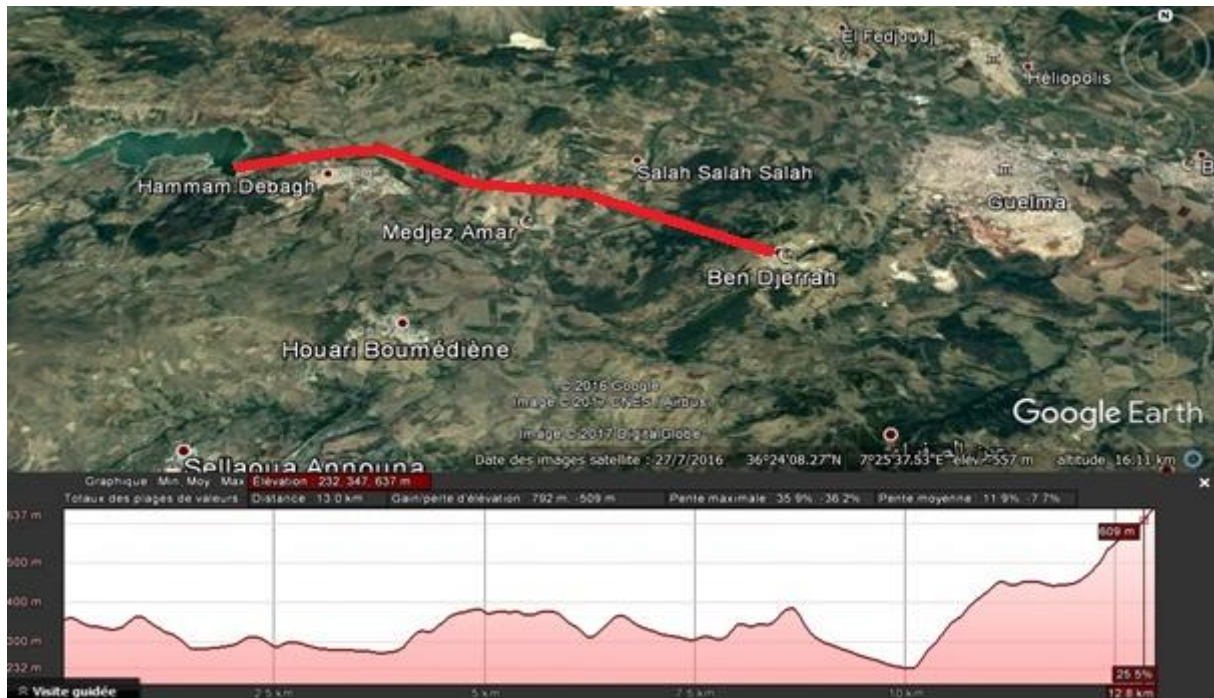 N
El Fedjoudj
Héliopolis
Hammam Debagh
Salah Salah Salah
B
Guelma
Medjez Amar
Ben Djerrah
Houari Boumédiène
© 2016 Google
Image © 2017 CNES / Airbus
Image © 2017 DigitalGlobe
Google Earth
Sellaoua Announa
Date des images satellite : 27/7/2016 36°24'08.27"N 7°25'37.53"E élév. 557 m altitude 16.11 km
Graphique Min, Moy, Max Élévation 232, 347, 637 m
Totaux des plages de valeurs Distance 13.0 km Gain/perte d'élévation 792 m, -509 m Pente maximale 35.9%, -36.2% Pente moyenne 11.9%, -7.7%
637 m
609 m
500 m
400 m
300 m
232 m
25.5%
Visite guidée
2.5 km
5 km
7.5 km
10 km
12.8 km